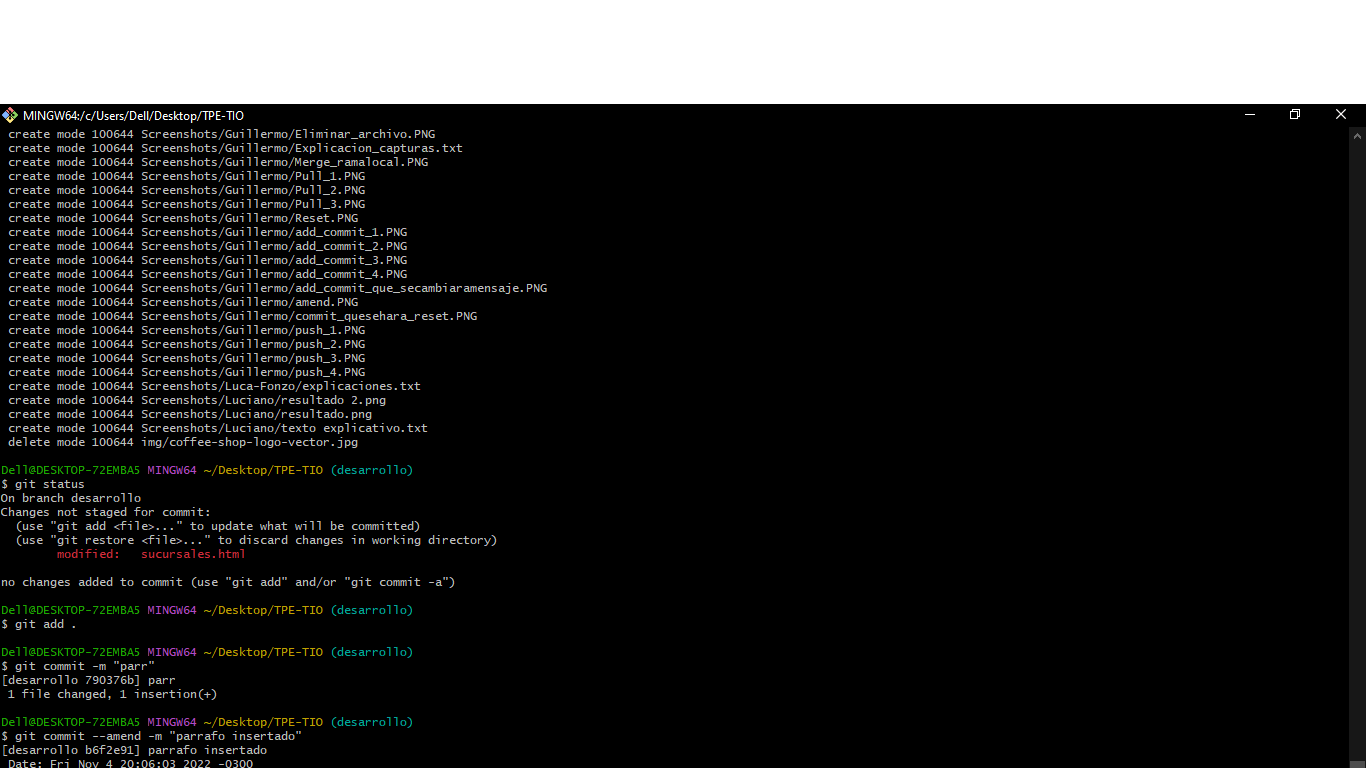 MINGW64:/c/Users/Dell/Desktop/TPE-TIO
create mode 100644 Screenshots/Guillermo/Eliminar_archivo.PNG
create mode 100644 Screenshots/Guillermo/Explicacion_capturas.txt
create mode 100644 Screenshots/Guillermo/Merge_ramalocal.PNG
create mode 100644 Screenshots/Guillermo/Pull_1.PNG
create mode 100644 Screenshots/Guillermo/Pull_2.PNG
create mode 100644 Screenshots/Guillermo/Pull_3.PNG
create mode 100644 Screenshots/Guillermo/Reset.PNG
create mode 100644 Screenshots/Guillermo/add_commit_1.PNG
create mode 100644 Screenshots/Guillermo/add_commit_2.PNG
create mode 100644 Screenshots/Guillermo/add_commit_3.PNG
create mode 100644 Screenshots/Guillermo/add_commit_4.PNG
create mode 100644 Screenshots/Guillermo/add_commit_que_secambiaramensaje.PNG
create mode 100644 Screenshots/Guillermo/amend.PNG
create mode 100644 Screenshots/Guillermo/commit_quesehara_reset.PNG
create mode 100644 Screenshots/Guillermo/push_1.PNG
create mode 100644 Screenshots/Guillermo/push_2.PNG
create mode 100644 Screenshots/Guillermo/push_3.PNG
create mode 100644 Screenshots/Guillermo/push_4.PNG
create mode 100644 Screenshots/Luca-Fonzo/explicaciones.txt
create mode 100644 Screenshots/Luciano/resultado 2.png
create mode 100644 Screenshots/Luciano/resultado.png
create mode 100644 Screenshots/Luciano/texto explicativo.txt
delete mode 100644 img/coffee-shop-logo-vector.jpg
Dell@DESKTOP-72EMBA5 MINGW64 ~/Desktop/TPE-TIO (desarrollo)
$ git status
On branch desarrollo
Changes not staged for commit:
(use "git add <file>..." to update what will be committed)
(use "git restore <file>..." to discard changes in working directory)
modified: sucursales.html
no changes added to commit (use "git add" and/or "git commit -a")
Dell@DESKTOP-72EMBA5 MINGW64 ~/Desktop/TPE-TIO (desarrollo)
$ git add .
Dell@DESKTOP-72EMBA5 MINGW64 ~/Desktop/TPE-TIO (desarrollo)
$ git commit -m "parr"
[desarrollo 790376b] parr
1 file changed, 1 insertion(+)
Dell@DESKTOP-72EMBA5 MINGW64 ~/Desktop/TPE-TIO (desarrollo)
$ git commit --amend -m "parrafo insertado"
[desarrollo b6f2e91] parrafo insertado
Date: Fri Nov 4 20:06:03 2022 -0300